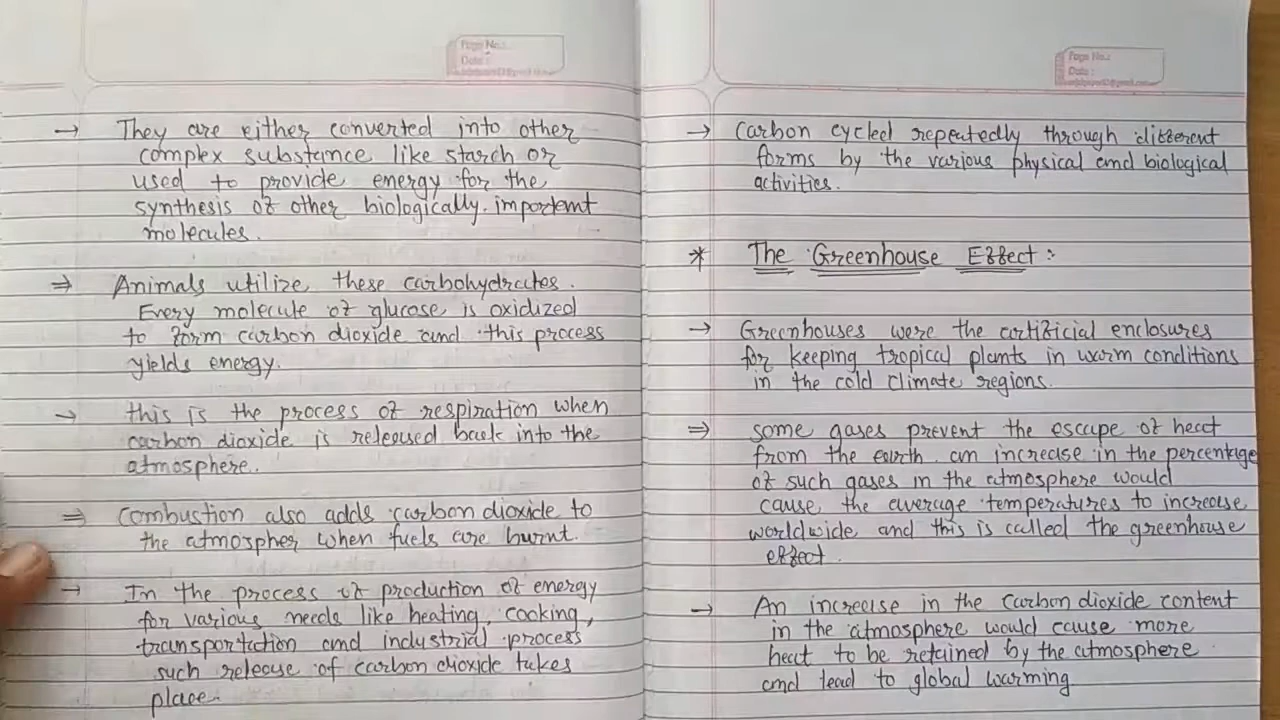 Page No.:
Date:
→ They are either converted into other
complex substance like starch or
used to provide energy for the
synthesis of other biologically important
molecules.
⇒ Animals utilize these carbohydrates.
Every molecule of glucose is oxidized
to form carbon dioxide and this process
yields energy.
→ this is the process of respiration when
carbon dioxide is released back into the
atmosphere.
⇒ Combustion also adds carbon dioxide to
the atmospher when fuels are burnt.
→ In the process of production of energy
for various needs like heating, cooking,
transportation and industrial process
such release of carbon dioxide takes
place.
Page No.:
Date:
→ Carbon cycled repeatedly through different
forms by the various physical and biological
activities.
* The Greenhouse Effect:
→ Greenhouses were the artificial enclosures
for keeping tropical plants in warm conditions
in the cold climate regions.
⇒ some gases prevent the escape of heat
from the earth. an increase in the percentage
of such gases in the atmosphere would
cause the average temperatures to increase
worldwide and this is called the greenhouse
effect.
→ An increase in the Carbon dioxide content
in the atmosphere would cause more
heat to be retained by the atmosphere
and lead to global warming